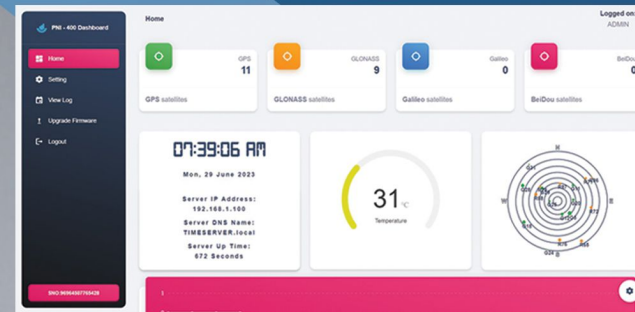 PNI - 400 Dashboard
Home
Setting
View Log
Upgrade Firmware
Logout
Home
Logged on:
ADMIN
GPS
11
GPS satellites
GLONASS
9
GLONASS satellites
Galileo
0
Galileo satellites
BeiDou
0
BeiDou satellites
07:39:06 AM
Mon, 29 June 2023
Server IP Address:
192.168.1.100
Server DNS Name:
TIMESERVER.local
Server Up Time:
672 Seconds
31 °C
Temperature
N
W
E
S